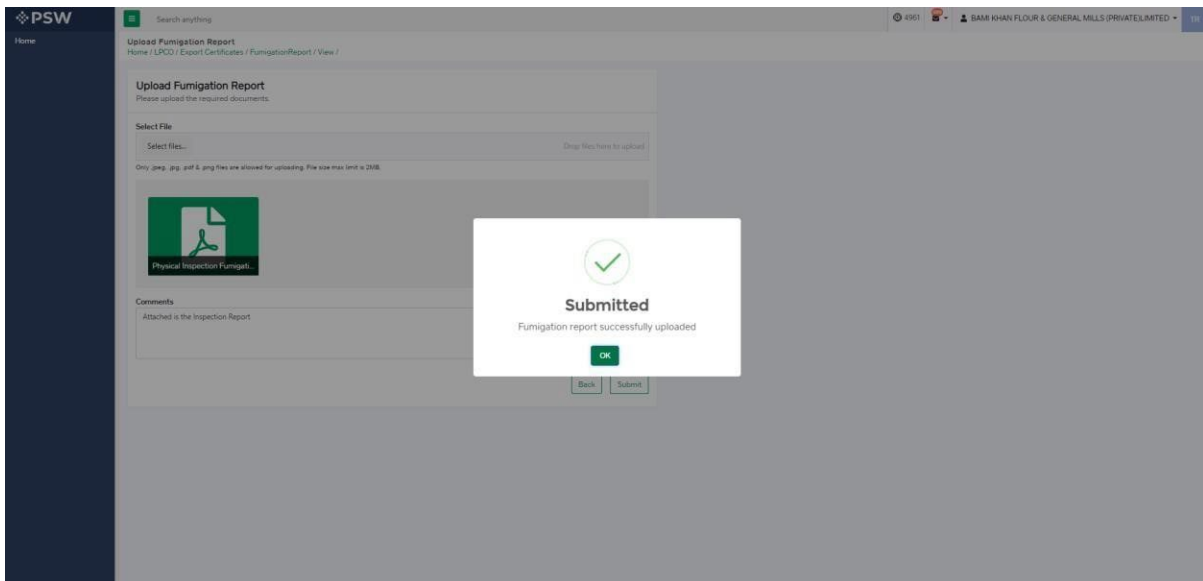 PSW
Search anything
4961
BAMI KHAN FLOUR & GENERAL MILLS (PRIVATE)LIMITED
Home
Upload Fumigation Report
Home / LPCO / Export Certificates / FumigationReport / View /
Upload Fumigation Report
Please upload the required documents.
Select File
Select files...
Drop files here to upload
Only .jpeg, .jpg, .pdf & .png files are allowed for uploading. File size max limit is 2MB.
Physical Inspection Fumigati...
Comments
Attached is the Inspection Report
Submitted
Fumigation report successfully uploaded
OK
Back
Submit